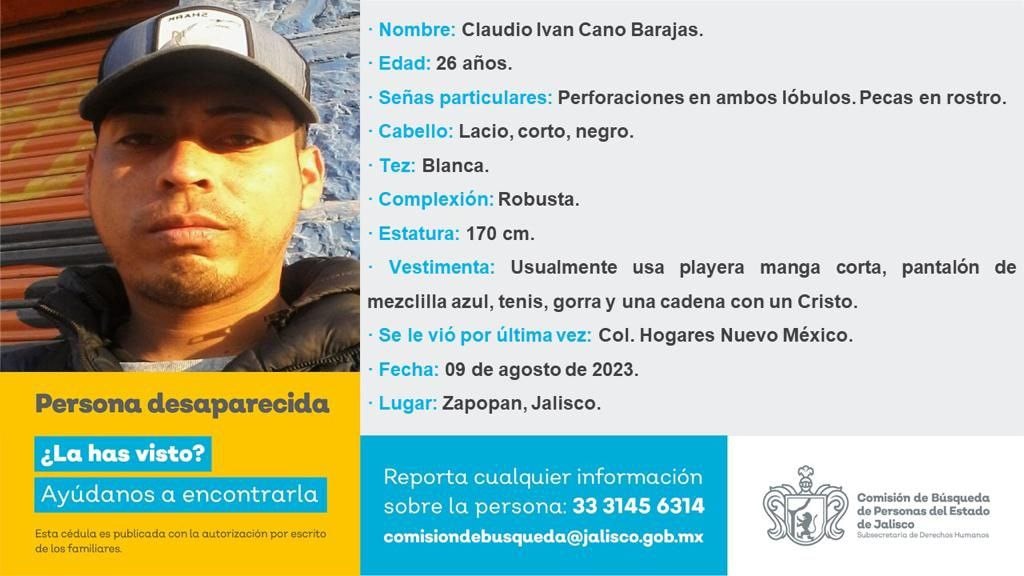 SHARK
· Nombre: Claudio Ivan Cano Barajas.
· Edad: 26 años.
· Señas particulares: Perforaciones en ambos lóbulos. Pecas en rostro.
· Cabello: Lacio, corto, negro.
· Tez: Blanca.
· Complexión: Robusta.
· Estatura: 170 cm.
· Vestimenta: Usualmente usa playera manga corta, pantalón de
mezclilla azul, tenis, gorra y una cadena con un Cristo.
· Se le vió por última vez: Col. Hogares Nuevo México.
· Fecha: 09 de agosto de 2023.
· Lugar: Zapopan, Jalisco.
Persona desaparecida
¿La has visto?
Ayúdanos a encontrarla
Esta cédula es publicada con la autorización por escrito
de los familiares.
Reporta cualquier información
sobre la persona: 33 3145 6314
comisiondebusqueda@jalisco.gob.mx
Comisión de Búsqueda
de Personas del Estado
de Jalisco
Subsecretaría de Derechos Humanos